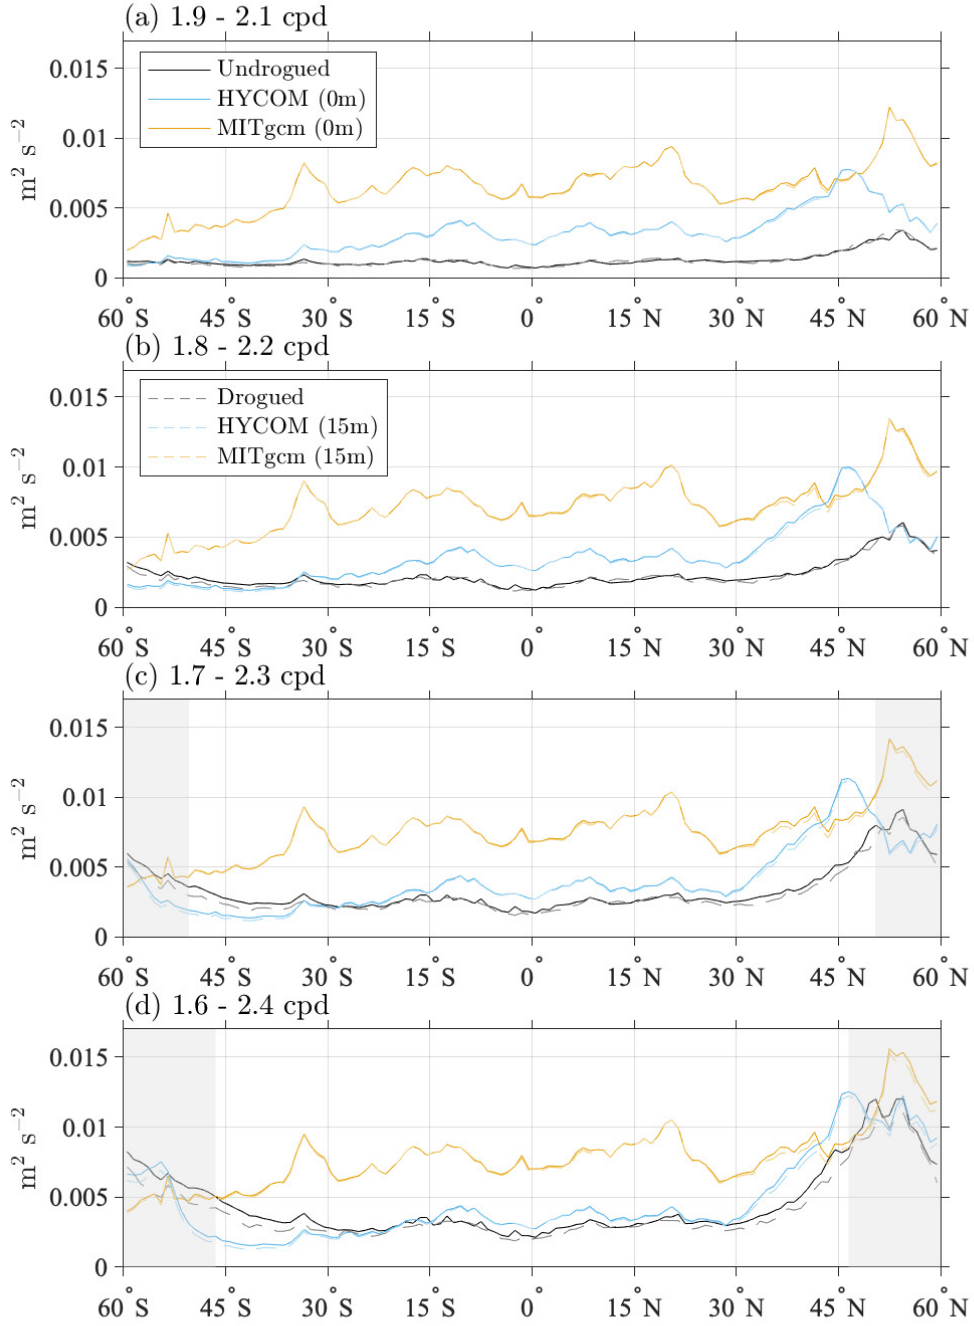 (a) 1.9 - 2.1 cpd
0.015
0.01
0.005
0
m² s⁻²
Undrogued
HYCOM (0m)
MITgcm (0m)
60°S 45°S 30°S 15°S 0° 15°N 30°N 45°N 60°N
(b) 1.8 - 2.2 cpd
0.015
0.01
0.005
0
m² s⁻²
Drogued
HYCOM (15m)
MITgcm (15m)
60°S 45°S 30°S 15°S 0° 15°N 30°N 45°N 60°N
(c) 1.7 - 2.3 cpd
0.015
0.01
0.005
0
m² s⁻²
60°S 45°S 30°S 15°S 0° 15°N 30°N 45°N 60°N
(d) 1.6 - 2.4 cpd
0.015
0.01
0.005
0
m² s⁻²
60°S 45°S 30°S 15°S 0° 15°N 30°N 45°N 60°N